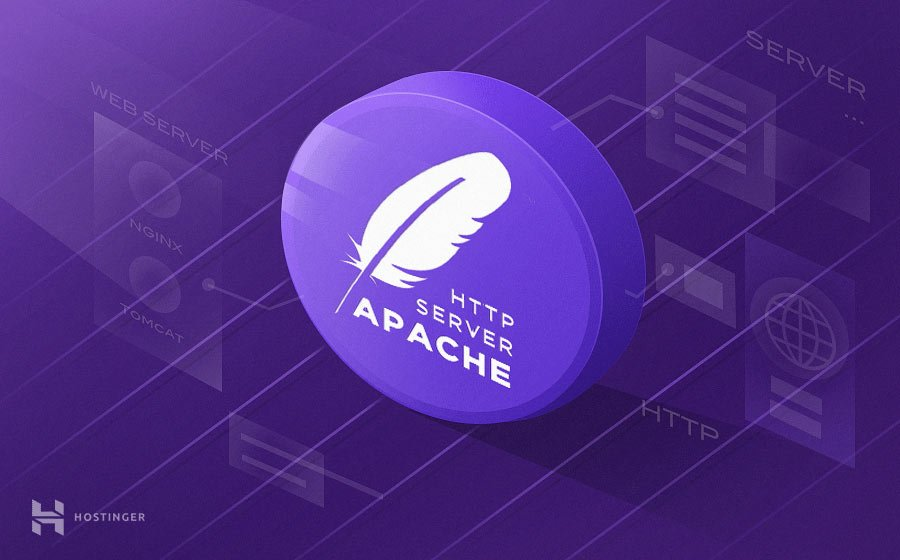 SERVER
...
WEB SERVER
NGINX
TOMCAT
HTTP
SERVER
APACHE
HTTP
HOSTINGER